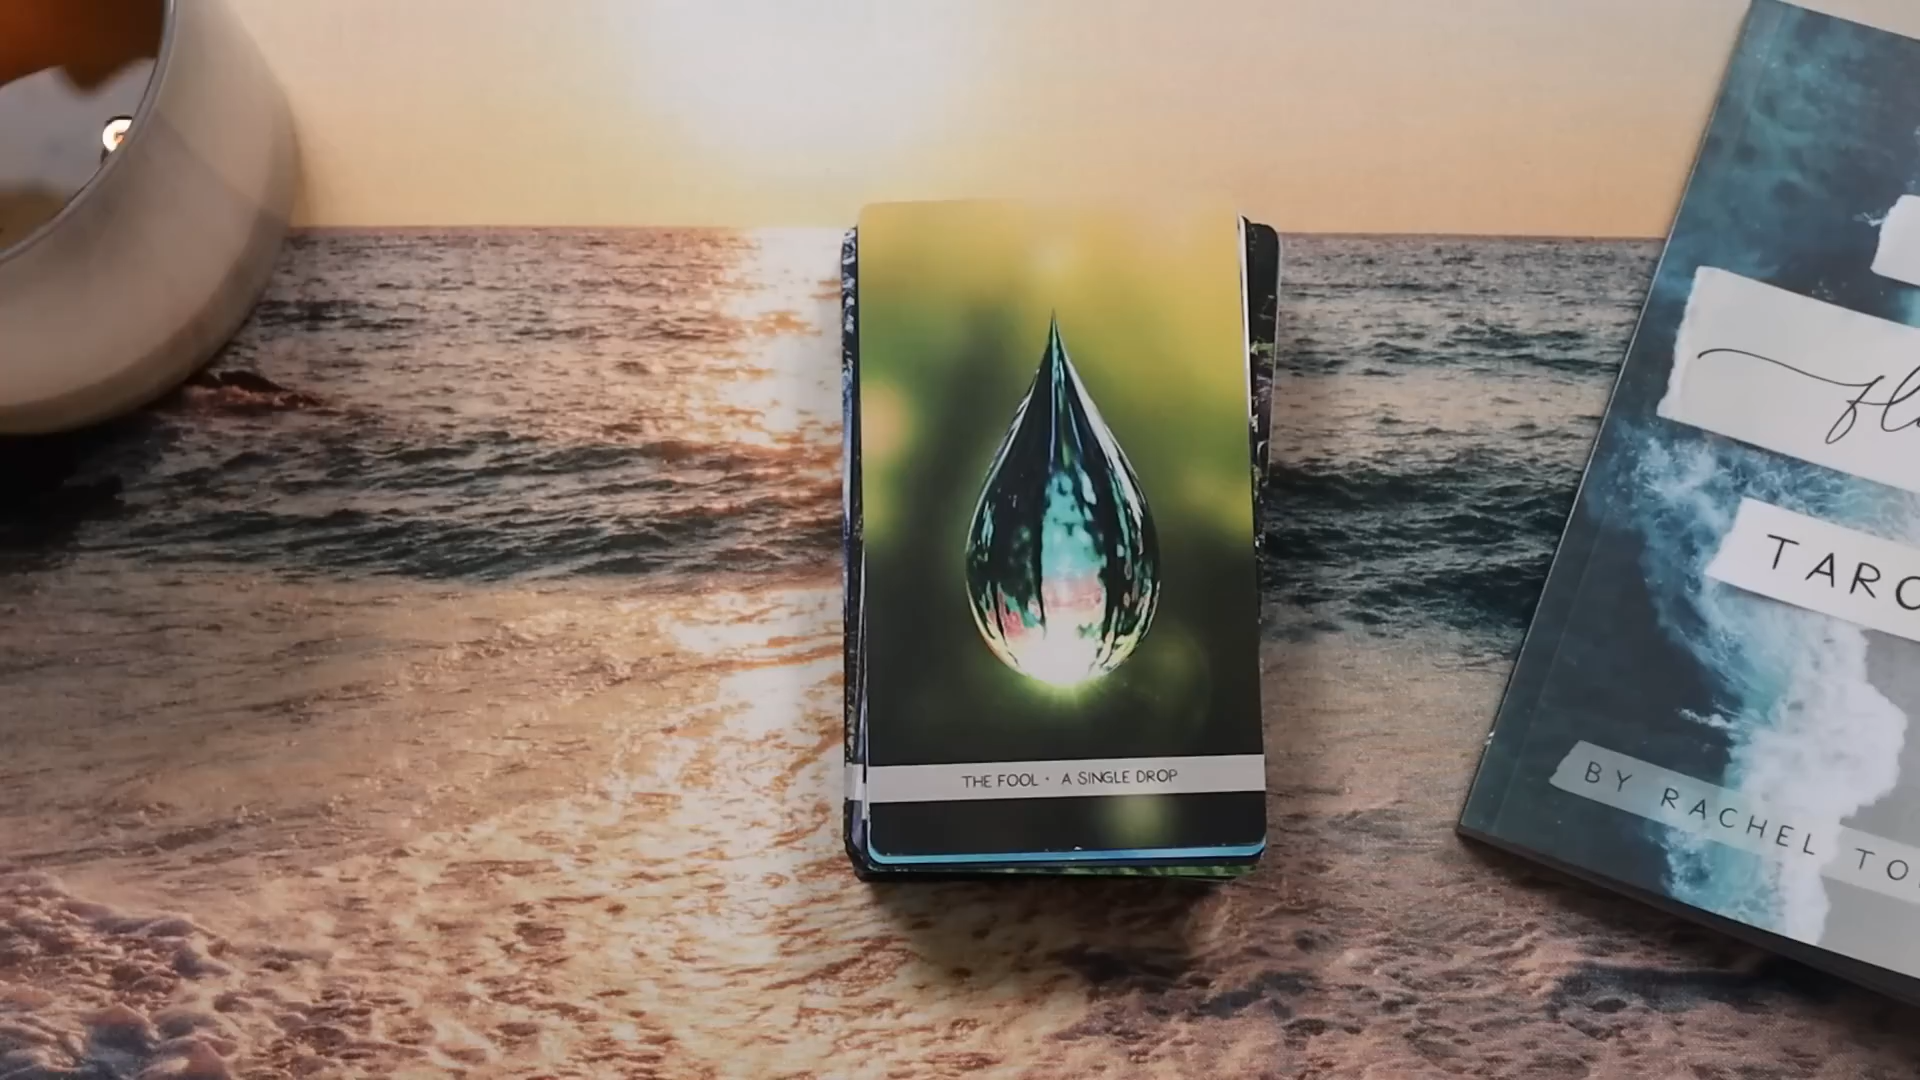 THE FOOL • A SINGLE DROP
TARO
BY RACHEL TO